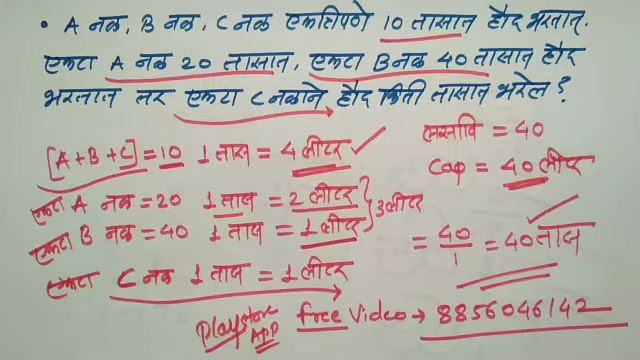 • A नळ, B नळ, C नळ एकत्रितपणे 10 तासात हौद भरतात.
एकटा A नळ 20 तासात, एकटा B नळ 40 तासात हौद
भरतात तर एकटा C नळाने हौद किती तासात भरेल?
[A+B+C] = 10 1 तास = 4 लीटर
लसावि = 40
Cap = 40 लीटर
एकटा A नळ = 20 1 तास = 2 लीटर
3 लीटर
एकटा B नळ = 40 1 तास = 1 लीटर
= 40/1 = 40 तास
एकटा C नळ 1 तास = 1 लीटर
Playstore App free Video → 8856046142